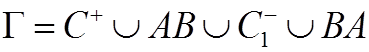 Γ = C⁺ ∪ AB ∪ C₁⁻ ∪ BA